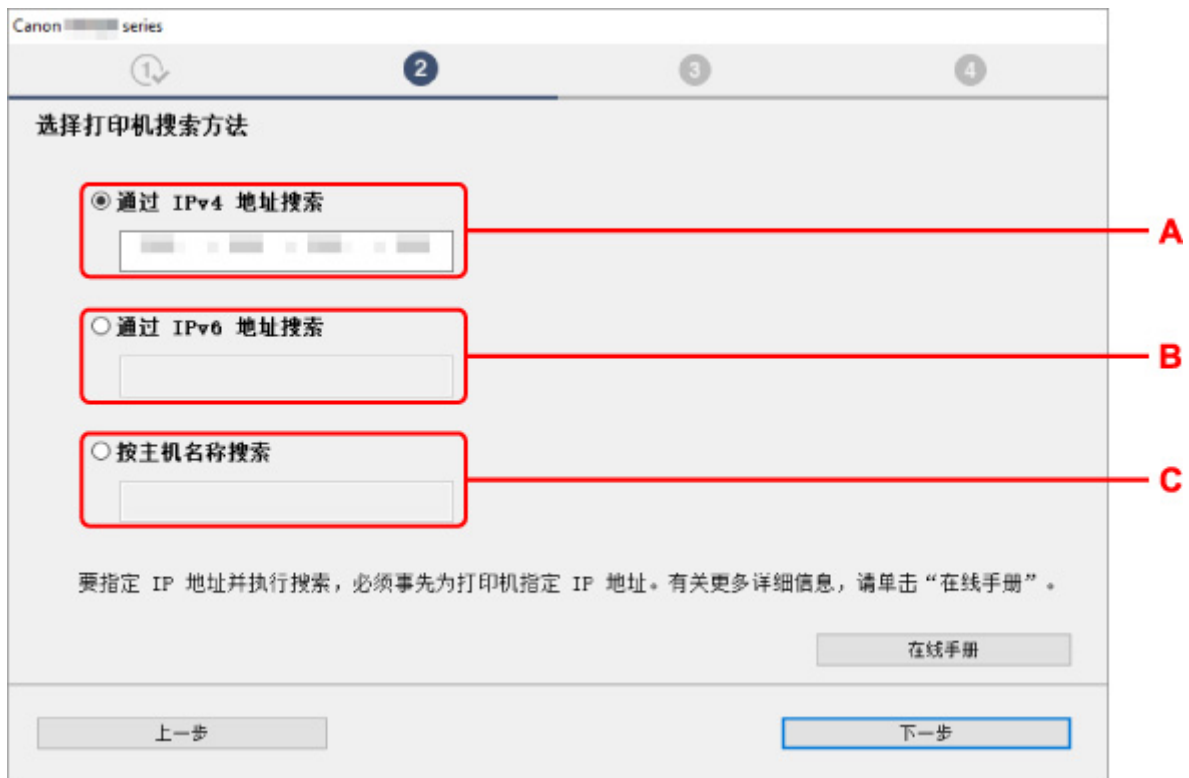 Canon series
1 2 3 4
选择打印机搜索方法
通过 IPv4 地址搜索
A
通过 IPv6 地址搜索
B
按主机名称搜索
C
要指定 IP 地址并执行搜索，必须事先为打印机指定 IP 地址。有关更多详细信息，请单击“在线手册”。
在线手册
上一步 下一步